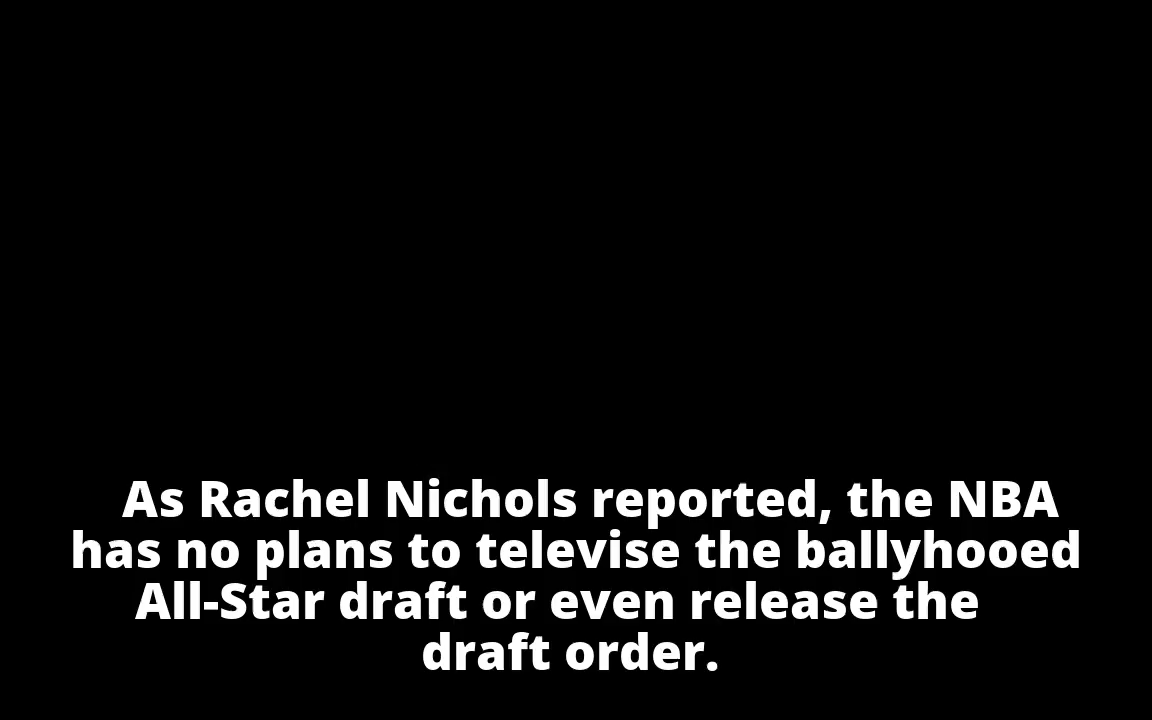 As Rachel Nichols reported, the NBA
has no plans to televise the ballyhooed
All-Star draft or even release the
draft order.